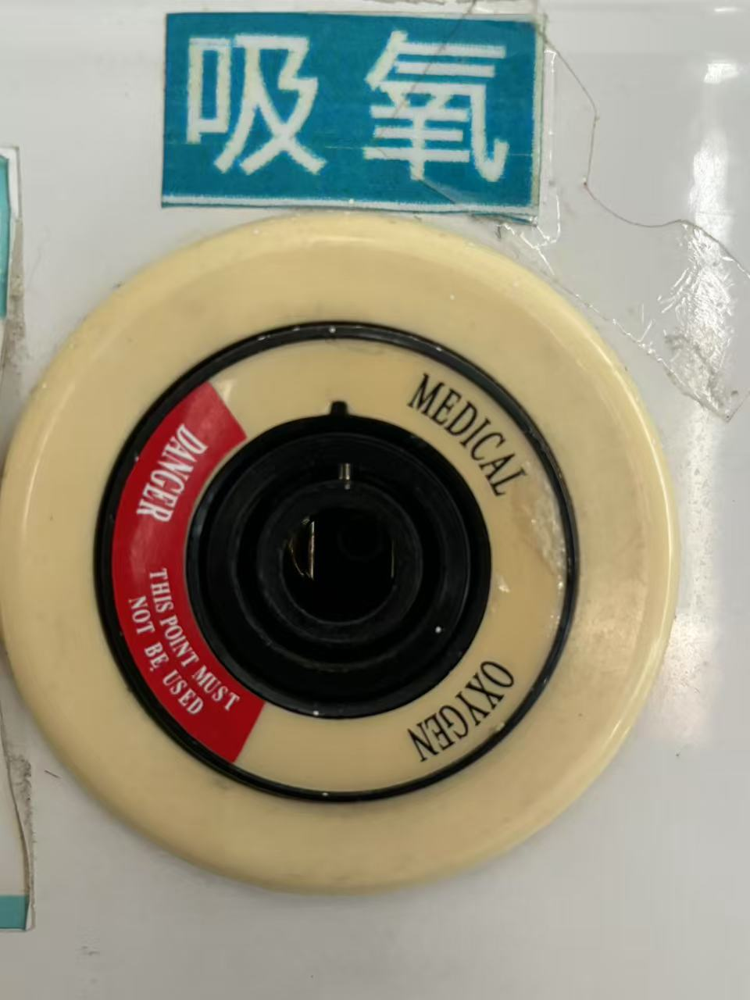 吸氧
MEDICAL
OXYGEN
DANGER
THIS POINT MUST
NOT BE USED